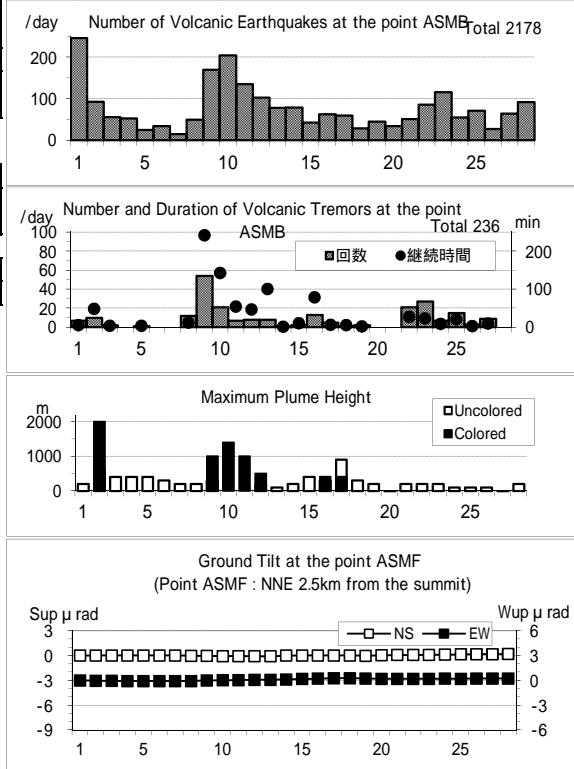 /day Number of Volcanic Earthquakes at the point ASMB Total 2178
200
100
0
1 5 10 15 20 25
/day Number and Duration of Volcanic Tremors at the point ASMB Total 236 min
回数 継続時間
100
80
60
40
20
0
200
100
0
1 5 10 15 20 25
Maximum Plume Height
m
Uncolored
Colored
2000
1000
0
1 5 10 15 20 25
Ground Tilt at the point ASMF
(Point ASMF : NNE 2.5km from the summit)
Sup μ rad Wup μ rad
NS EW
3 6
0 3
-3 0
-6 -3
-9 -6
1 5 10 15 20 25